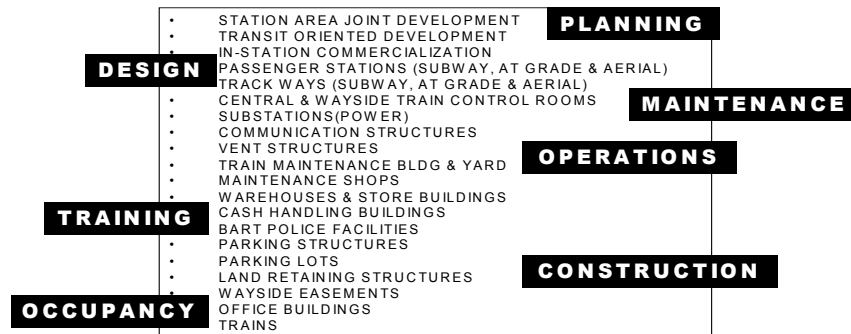 • STATION AREA JOINT DEVELOPMENT
PLANNING
• TRANSIT ORIENTED DEVELOPMENT
• IN-STATION COMMERCIALIZATION
DESIGN
PASSENGER STATIONS (SUBWAY, AT GRADE & AERIAL)
TRACK WAYS (SUBWAY, AT GRADE & AERIAL)
• CENTRAL & WAYSIDE TRAIN CONTROL ROOMS
MAINTENANCE
• SUBSTATIONS(POWER)
• COMMUNICATION STRUCTURES
• VENT STRUCTURES
OPERATIONS
• TRAIN MAINTENANCE BLDG & YARD
• MAINTENANCE SHOPS
• WAREHOUSES & STORE BUILDINGS
TRAINING
CASH HANDLING BUILDINGS
BART POLICE FACILITIES
• PARKING STRUCTURES
• PARKING LOTS
CONSTRUCTION
• LAND RETAINING STRUCTURES
• WAYSIDE EASEMENTS
OCCUPANCY
OFFICE BUILDINGS
TRAINS